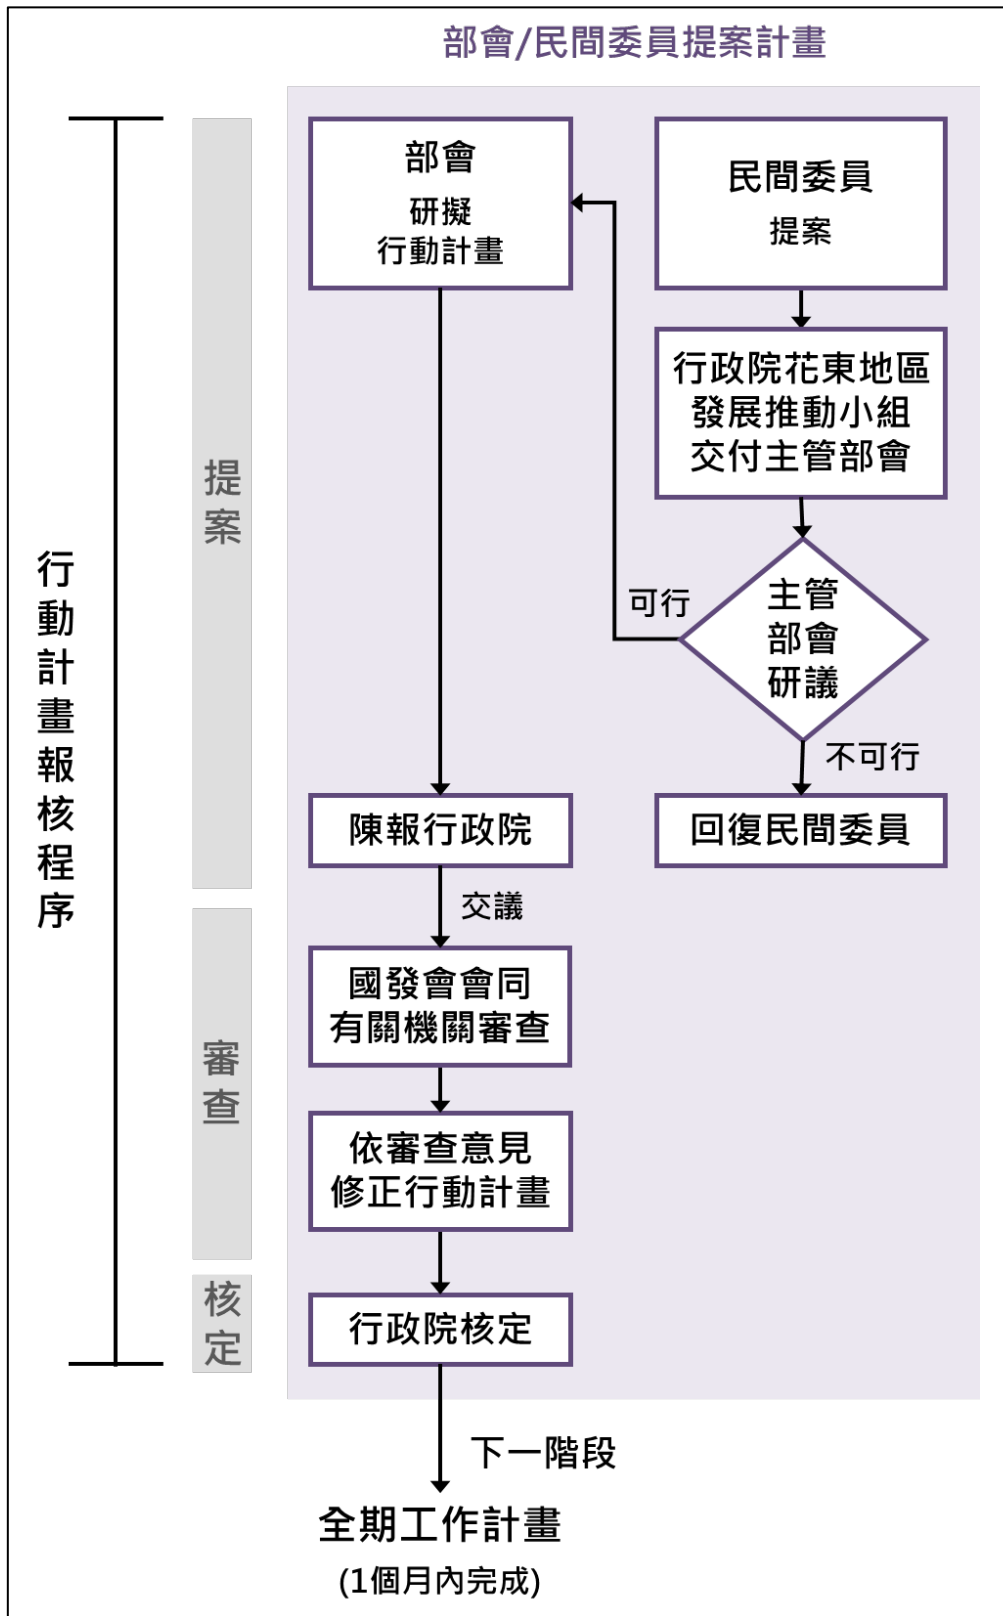 部會/民間委員提案計畫
行動計畫報核程序
提案
部會
研擬
行動計畫
民間委員
提案
行政院花東地區
發展推動小組
交付主管部會
主管
部會
研議
可行
不可行
陳報行政院
回復民間委員
交議
審查
國發會會同
有關機關審查
依審查意見
修正行動計畫
核定
行政院核定
下一階段
全期工作計畫
(1個月內完成)